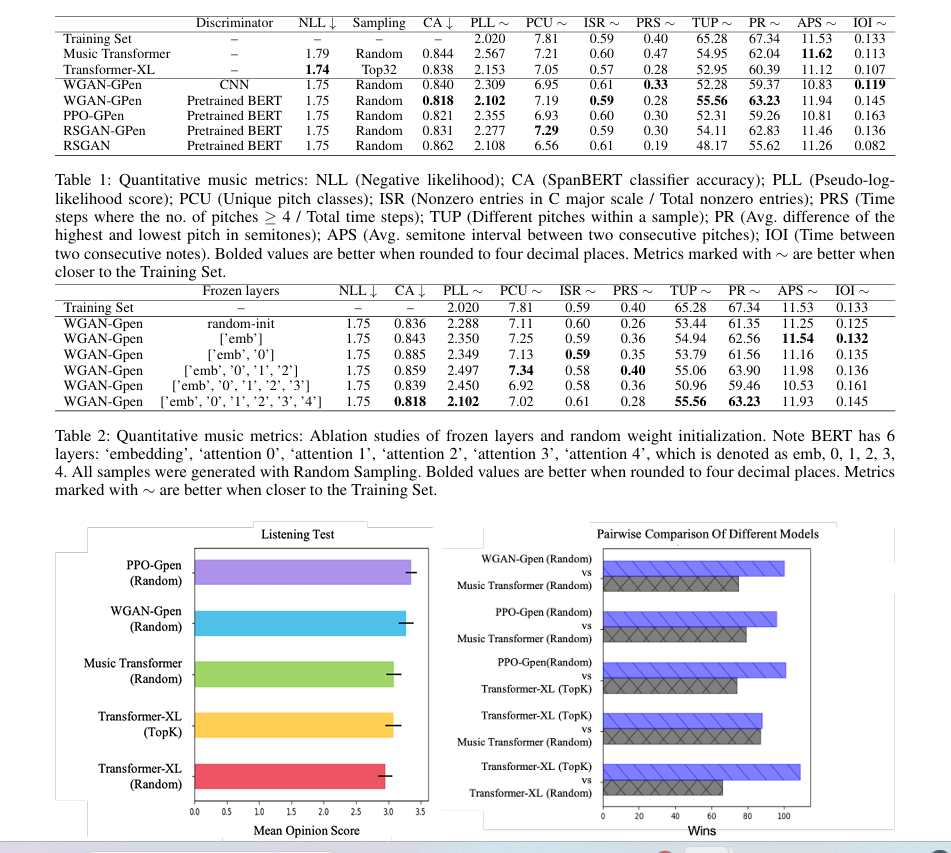 Discriminator NLL ↓ Sampling CA ↓ PLL ∼ PCU ∼ ISR ∼ PRS ∼ TUP ∼ PR ∼ APS ∼ IOI ∼
Training Set – – – – 2.020 7.81 0.59 0.40 65.28 67.34 11.53 0.133
Music Transformer – 1.79 Random 0.844 2.567 7.21 0.60 0.47 54.95 62.04 11.62 0.113
Transformer-XL – 1.74 Top32 0.838 2.153 7.05 0.57 0.28 52.95 60.39 11.12 0.107
WGAN-GPen CNN 1.75 Random 0.840 2.309 6.95 0.61 0.33 52.28 59.37 10.83 0.119
WGAN-GPen Pretrained BERT 1.75 Random 0.818 2.102 7.19 0.59 0.28 55.56 63.23 11.94 0.145
PPO-GPen Pretrained BERT 1.75 Random 0.821 2.355 6.93 0.60 0.30 52.31 59.26 10.81 0.163
RSGAN-GPen Pretrained BERT 1.75 Random 0.831 2.277 7.29 0.59 0.30 54.11 62.83 11.46 0.136
RSGAN Pretrained BERT 1.75 Random 0.862 2.108 6.56 0.61 0.19 48.17 55.62 11.26 0.082
Table 1: Quantitative music metrics: NLL (Negative likelihood); CA (SpanBERT classifier accuracy); PLL (Pseudo-log-
likelihood score); PCU (Unique pitch classes); ISR (Nonzero entries in C major scale / Total nonzero entries); PRS (Time
steps where the no. of pitches ≥ 4 / Total time steps); TUP (Different pitches within a sample); PR (Avg. difference of the
highest and lowest pitch in semitones); APS (Avg. semitone interval between two consecutive pitches); IOI (Time between
two consecutive notes). Bolded values are better when rounded to four decimal places. Metrics marked with ∼ are better when
closer to the Training Set.
Frozen layers NLL ↓ CA ↓ PLL ∼ PCU ∼ ISR ∼ PRS ∼ TUP ∼ PR ∼ APS ∼ IOI ∼
Training Set – – – 2.020 7.81 0.59 0.40 65.28 67.34 11.53 0.133
WGAN-Gpen random-init 1.75 0.836 2.288 7.11 0.60 0.26 53.44 61.35 11.25 0.125
WGAN-Gpen ['emb'] 1.75 0.843 2.350 7.25 0.59 0.36 54.94 62.56 11.54 0.132
WGAN-Gpen ['emb', '0'] 1.75 0.885 2.349 7.13 0.59 0.35 53.79 61.56 11.16 0.135
WGAN-Gpen ['emb', '0', '1', '2'] 1.75 0.859 2.497 7.34 0.58 0.40 55.06 63.90 11.98 0.136
WGAN-Gpen ['emb', '0', '1', '2', '3'] 1.75 0.839 2.450 6.92 0.58 0.36 50.96 59.46 10.53 0.161
WGAN-Gpen ['emb', '0', '1', '2', '3', '4'] 1.75 0.818 2.102 7.02 0.61 0.28 55.56 63.23 11.93 0.145
Table 2: Quantitative music metrics: Ablation studies of frozen layers and random weight initialization. Note BERT has 6
layers: ‘embedding’, ‘attention 0’, ‘attention 1’, ‘attention 2’, ‘attention 3’, ‘attention 4’, which is denoted as emb, 0, 1, 2, 3,
4. All samples were generated with Random Sampling. Bolded values are better when rounded to four decimal places. Metrics
marked with ∼ are better when closer to the Training Set.
Listening Test
PPO-Gpen
(Random)
WGAN-Gpen
(Random)
Music Transformer
(Random)
Transformer-XL
(TopK)
Transformer-XL
(Random)
0.0 0.5 1.0 1.5 2.0 2.5 3.0 3.5
Mean Opinion Score
Pairwise Comparison Of Different Models
WGAN-Gpen (Random)
vs
Music Transformer (Random)
PPO-Gpen (Random)
vs
Music Transformer (Random)
PPO-Gpen(Random)
vs
Transformer-XL (TopK)
Transformer-XL (TopK)
vs
Music Transformer (Random)
Transformer-XL (TopK)
vs
Transformer-XL (Random)
0 20 40 60 80 100
Wins